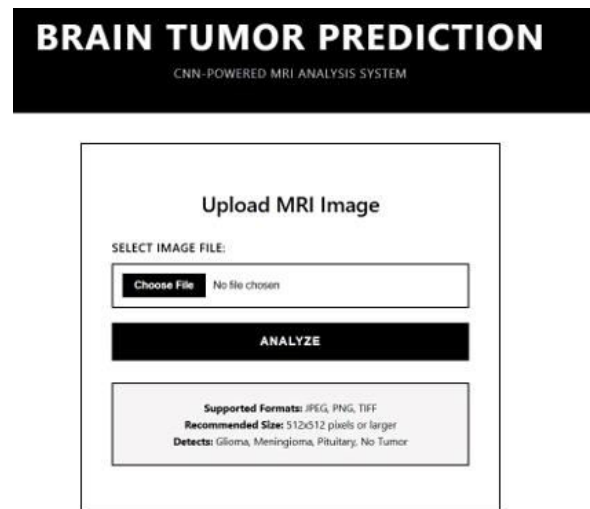 BRAIN TUMOR PREDICTION
CNN-POWERED MRI ANALYSIS SYSTEM
Upload MRI Image
SELECT IMAGE FILE:
Choose File No file chosen
ANALYZE
Supported Formats: JPEG, PNG, TIFF
Recommended Size: 512x512 pixels or larger
Detects: Glioma, Meningioma, Pituitary, No Tumor